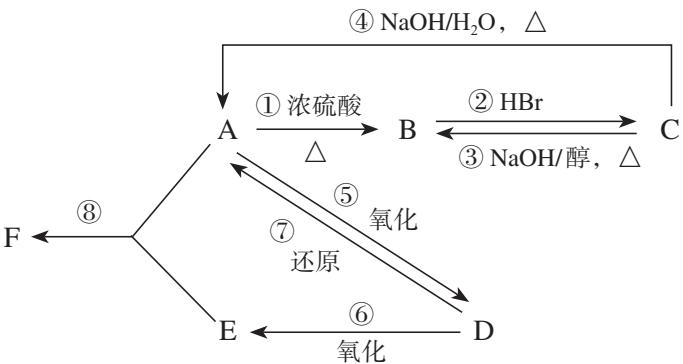 ④ NaOH/H₂O, △
A
① 浓硫酸
△
B
② HBr
③ NaOH/醇, △
C
⑤
氧化
⑦
还原
⑧
F
E
⑥
氧化
D